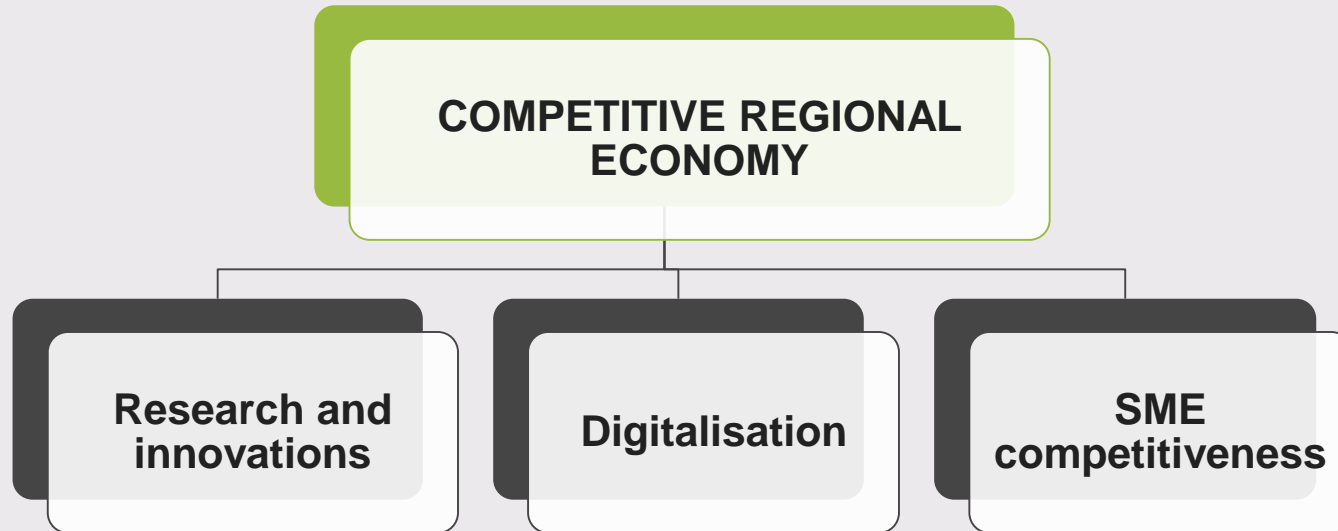 COMPETITIVE REGIONAL
ECONOMY
Research and
innovations
Digitalisation
SME
competitiveness